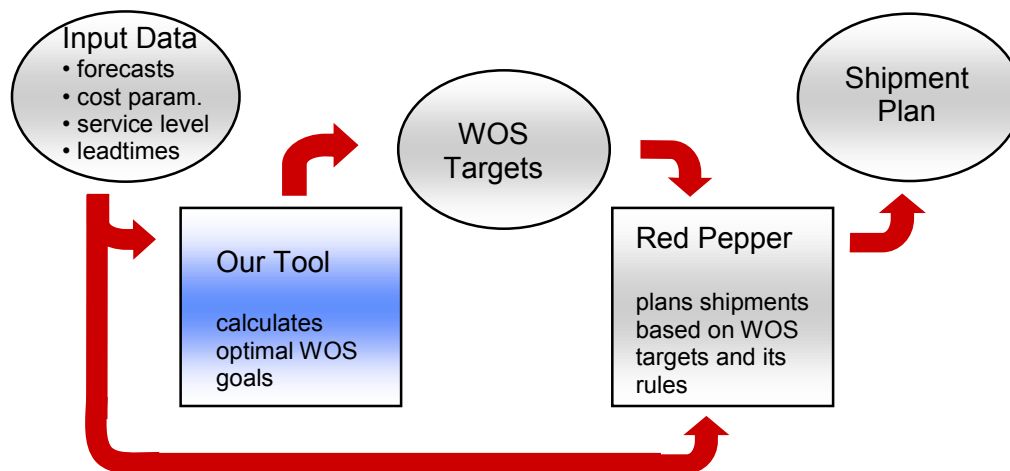 Input Data
• forecasts
• cost param.
• service level
• leadtimes
Our Tool
calculates
optimal WOS
goals
WOS
Targets
Red Pepper
plans shipments
based on WOS
targets and its
rules
Shipment
Plan